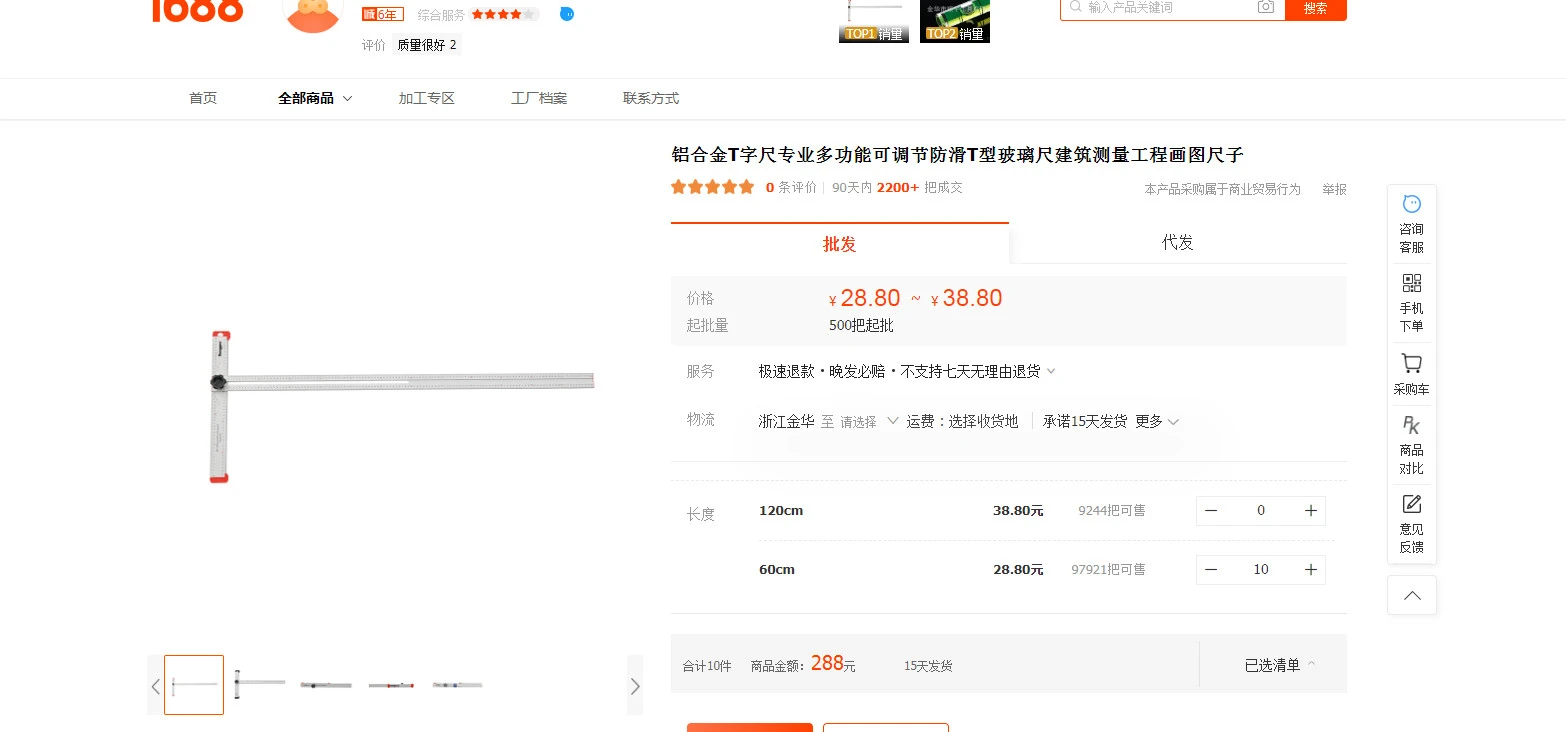 1688
诚6年 综合服务
评价 质量很好 2
TOP1 销量
TOP2 销量
输入产品关键词
搜索
首页 全部商品 加工专区 工厂档案 联系方式
铝合金T字尺专业多功能可调节防滑T型玻璃尺建筑测量工程画图尺子
0 条评价 90天内 2200+ 把成交
本产品采购属于商业贸易行为 举报
批发 代发
价格 ¥ 28.80 ~ ¥ 38.80
起批量 500把起批
服务 极速退款·晚发必赔·不支持七天无理由退货
物流 浙江金华 至 请选择 运费：选择收货地 承诺15天发货 更多
长度 120cm 38.80元 9244把可售 — 0 +
60cm 28.80元 97921把可售 — 10 +
合计10件 商品金额: 288元 15天发货 已选清单
咨询
客服
手机
下单
采购车
PK
商品
对比
意见
反馈